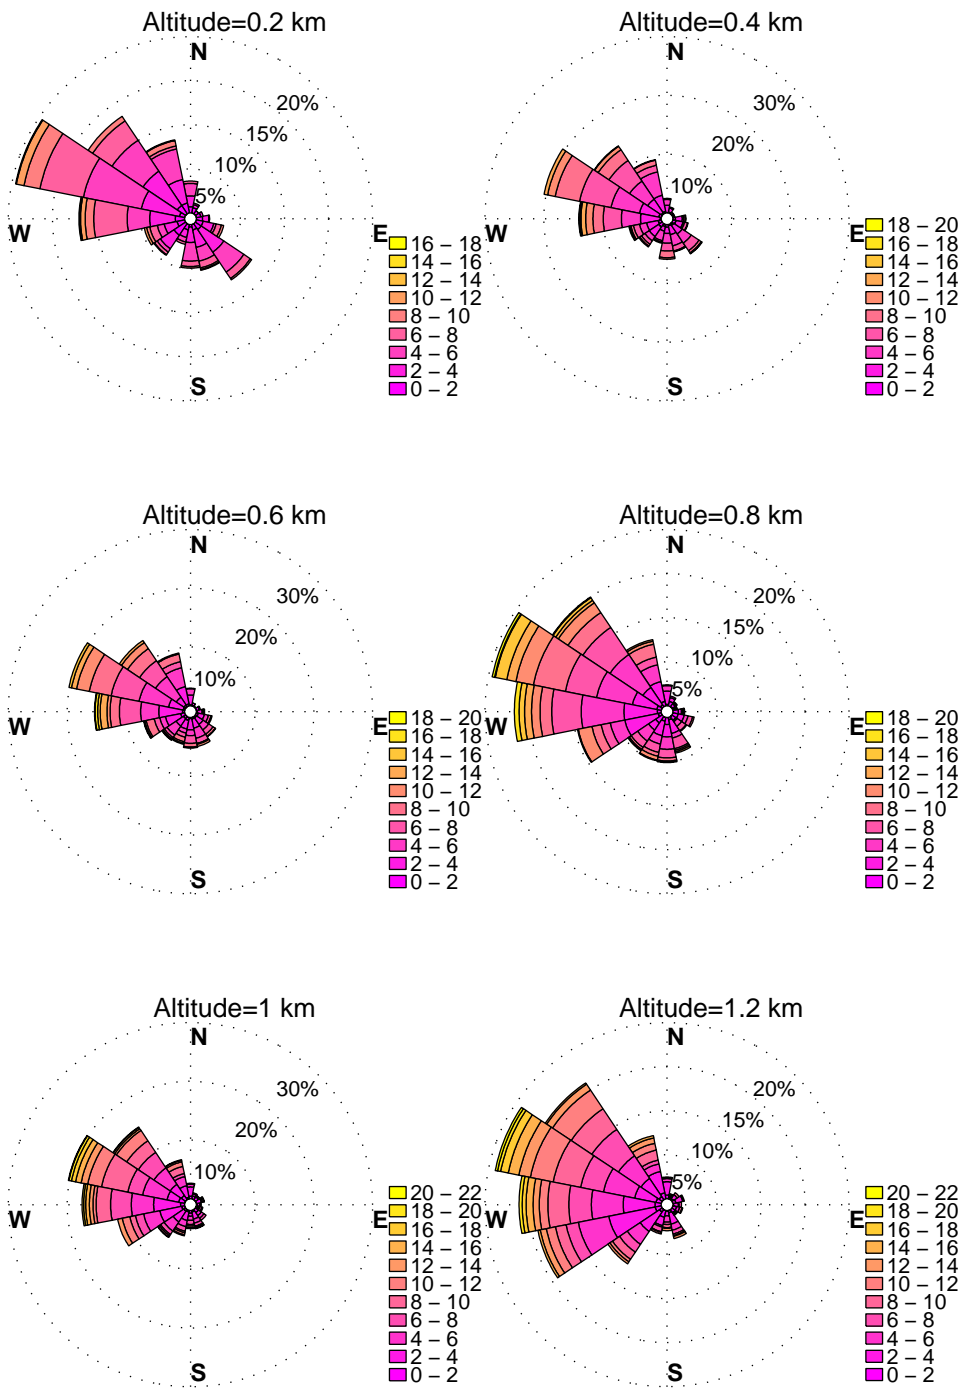 Altitude=0.2 km
N
20%
15%
10%
5%
W
E
16 – 18
14 – 16
12 – 14
10 – 12
8 – 10
6 – 8
4 – 6
2 – 4
0 – 2
S
Altitude=0.4 km
N
30%
20%
10%
W
E
18 – 20
16 – 18
14 – 16
12 – 14
10 – 12
8 – 10
6 – 8
4 – 6
2 – 4
0 – 2
S
Altitude=0.6 km
N
30%
20%
10%
W
E
18 – 20
16 – 18
14 – 16
12 – 14
10 – 12
8 – 10
6 – 8
4 – 6
2 – 4
0 – 2
S
Altitude=0.8 km
N
20%
15%
10%
5%
W
E
18 – 20
16 – 18
14 – 16
12 – 14
10 – 12
8 – 10
6 – 8
4 – 6
2 – 4
0 – 2
S
Altitude=1 km
N
30%
20%
10%
W
E
20 – 22
18 – 20
16 – 18
14 – 16
12 – 14
10 – 12
8 – 10
6 – 8
4 – 6
2 – 4
0 – 2
S
Altitude=1.2 km
N
20%
15%
10%
5%
W
E
20 – 22
18 – 20
16 – 18
14 – 16
12 – 14
10 – 12
8 – 10
6 – 8
4 – 6
2 – 4
0 – 2
S